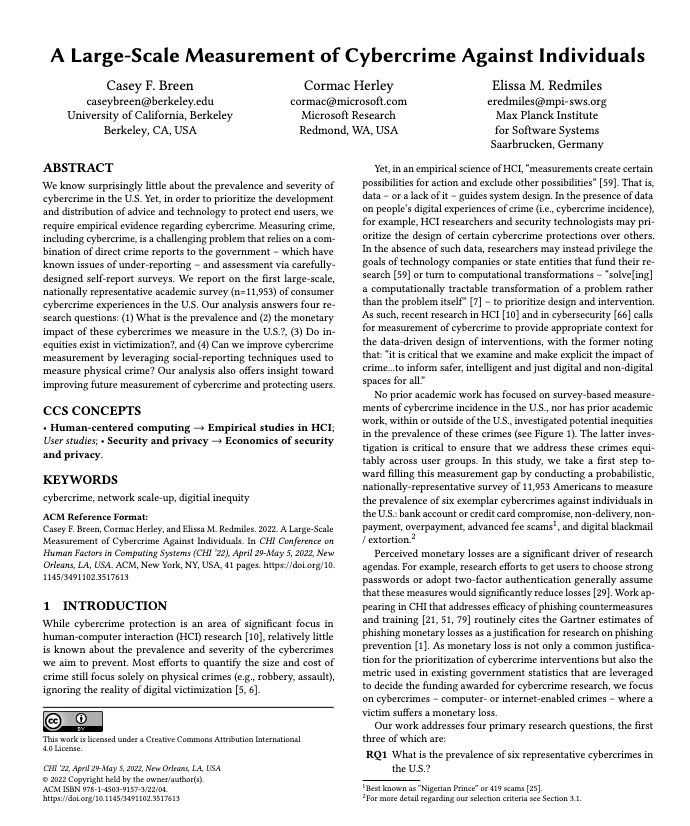 A Large-Scale Measurement of Cybercrime Against Individuals
Casey F. Breen
caseybreen@berkeley.edu
University of California, Berkeley
Berkeley, CA, USA
Cormac Herley
cormac@microsoft.com
Microsoft Research
Redmond, WA, USA
Elissa M. Redmiles
eredmiles@mpi-sws.org
Max Planck Institute
for Software Systems
Saarbrucken, Germany
ABSTRACT
We know surprisingly little about the prevalence and severity of
cybercrime in the U.S. Yet, in order to prioritize the development
and distribution of advice and technology to protect end users, we
require empirical evidence regarding cybercrime. Measuring crime,
including cybercrime, is a challenging problem that relies on a com-
bination of direct crime reports to the government – which have
known issues of under-reporting – and assessment via carefully-
designed self-report surveys. We report on the first large-scale,
nationally representative academic survey (n=11,953) of consumer
cybercrime experiences in the U.S. Our analysis answers four re-
search questions: (1) What is the prevalence and (2) the monetary
impact of these cybercrimes we measure in the U.S.?, (3) Do in-
equities exist in victimization?, and (4) Can we improve cybercrime
measurement by leveraging social-reporting techniques used to
measure physical crime? Our analysis also offers insight toward
improving future measurement of cybercrime and protecting users.
CCS CONCEPTS
• Human-centered computing → Empirical studies in HCI;
User studies; • Security and privacy → Economics of security
and privacy.
KEYWORDS
cybercrime, network scale-up, digitial inequity
ACM Reference Format:
Casey F. Breen, Cormac Herley, and Elissa M. Redmiles. 2022. A Large-Scale
Measurement of Cybercrime Against Individuals. In CHI Conference on
Human Factors in Computing Systems (CHI '22), April 29-May 5, 2022, New
Orleans, LA, USA. ACM, New York, NY, USA, 41 pages. https://doi.org/10.
1145/3491102.3517613
1 INTRODUCTION
While cybercrime protection is an area of significant focus in
human-computer interaction (HCI) research [10], relatively little
is known about the prevalence and severity of the cybercrimes
we aim to prevent. Most efforts to quantify the size and cost of
crime still focus solely on physical crimes (e.g., robbery, assault),
ignoring the reality of digital victimization [5, 6].
cc
BY
This work is licensed under a Creative Commons Attribution International
4.0 License.
CHI '22, April 29-May 5, 2022, New Orleans, LA, USA
© 2022 Copyright held by the owner/author(s).
ACM ISBN 978-1-4503-9157-3/22/04.
https://doi.org/10.1145/3491102.3517613
Yet, in an empirical science of HCI, "measurements create certain
possibilities for action and exclude other possibilities" [59]. That is,
data – or a lack of it – guides system design. In the presence of data
on people's digital experiences of crime (i.e., cybercrime incidence),
for example, HCI researchers and security technologists may pri-
oritize the design of certain cybercrime protections over others.
In the absence of such data, researchers may instead privilege the
goals of technology companies or state entities that fund their re-
search [59] or turn to computational transformations – "solve[ing]
a computationally tractable transformation of a problem rather
than the problem itself" [7] – to prioritize design and intervention.
As such, recent research in HCI [10] and in cybersecurity [66] calls
for measurement of cybercrime to provide appropriate context for
the data-driven design of interventions, with the former noting
that: "it is critical that we examine and make explicit the impact of
crime...to inform safer, intelligent and just digital and non-digital
spaces for all."
No prior academic work has focused on survey-based measure-
ments of cybercrime incidence in the U.S., nor has prior academic
work, within or outside of the U.S., investigated potential inequities
in the prevalence of these crimes (see Figure 1). The latter inves-
tigation is critical to ensure that we address these crimes equi-
tably across user groups. In this study, we take a first step to-
ward filling this measurement gap by conducting a probabilistic,
nationally-representative survey of 11,953 Americans to measure
the prevalence of six exemplar cybercrimes against individuals in
the U.S.: bank account or credit card compromise, non-delivery, non-
payment, overpayment, advanced fee scams1, and digital blackmail
/ extortion.2
Perceived monetary losses are a significant driver of research
agendas. For example, research efforts to get users to choose strong
passwords or adopt two-factor authentication generally assume
that these measures would significantly reduce losses [29]. Work ap-
pearing in CHI that addresses efficacy of phishing countermeasures
and training [21, 51, 79] routinely cites the Gartner estimates of
phishing monetary losses as a justification for research on phishing
prevention [1]. As monetary loss is not only a common justifica-
tion for the prioritization of cybercrime interventions but also the
metric used in existing government statistics that are leveraged
to decide the funding awarded for cybercrime research, we focus
on cybercrimes – computer- or internet-enabled crimes – where a
victim suffers a monetary loss.
Our work addresses four primary research questions, the first
three of which are:
RQ1 What is the prevalence of six representative cybercrimes in
the U.S.?
1Best known as "Nigerian Prince" or 419 scams [25].
2For more detail regarding our selection criteria see Section 3.1.